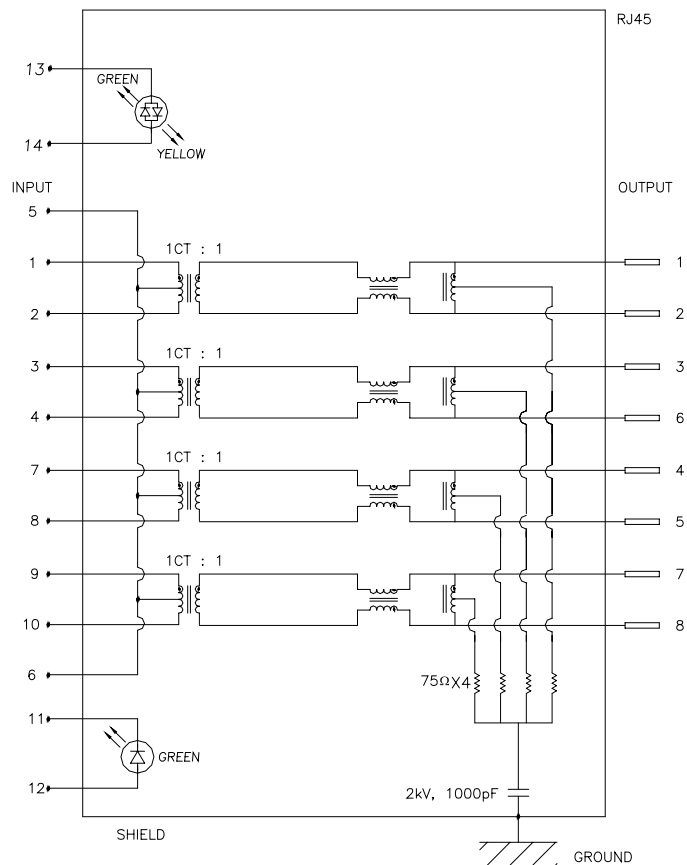 RJ45
13
GREEN
14
YELLOW
INPUT
OUTPUT
5
1CT : 1
1
1
2
2
1CT : 1
3
3
4
6
1CT : 1
7
4
8
5
1CT : 1
9
7
10
8
6
75ΩX4
11
GREEN
12
2kV, 1000pF
SHIELD
GROUND